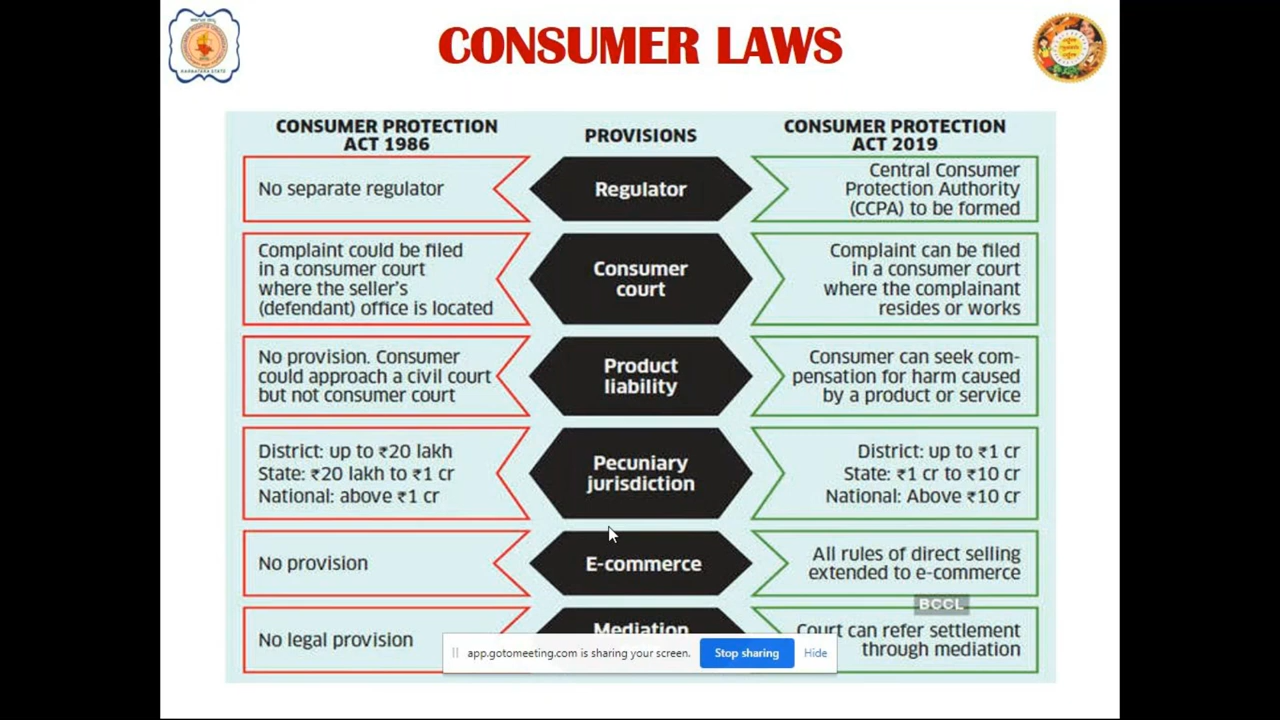 CONSUMER LAWS
KARNATAKA STATE
CONSUMER PROTECTION
ACT 1986
PROVISIONS
CONSUMER PROTECTION
ACT 2019
No separate regulator
Regulator
Central Consumer
Protection Authority
(CCPA) to be formed
Complaint could be filed
in a consumer court
where the seller's
(defendant) office is located
Consumer
court
Complaint can be filed
in a consumer court
where the complainant
resides or works
No provision. Consumer
could approach a civil court
but not consumer court
Product
liability
Consumer can seek com-
pensation for harm caused
by a product or service
District: up to ₹20 lakh
State: ₹20 lakh to ₹1 cr
National: above ₹1 cr
Pecuniary
jurisdiction
District: up to ₹1 cr
State: ₹1 cr to ₹10 cr
National: Above ₹10 cr
No provision
E-commerce
All rules of direct selling
extended to e-commerce
BCCL
No legal provision
Mediation
Court can refer settlement
through mediation
app.gotomeeting.com is sharing your screen.
Stop sharing
Hide